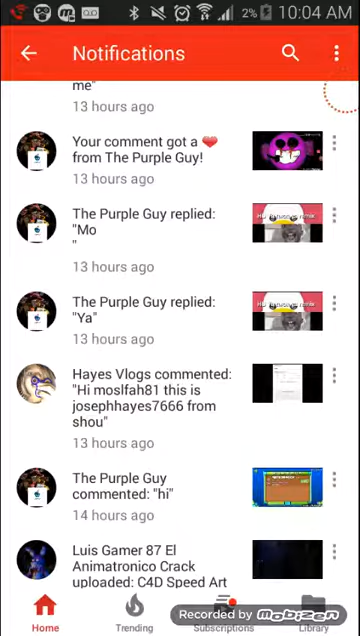 2% 10:04 AM
Notifications
me"
13 hours ago
Your comment got a ❤
from The Purple Guy!
13 hours ago
The Purple Guy replied:
"Mo
"
13 hours ago
The Purple Guy replied:
"Ya"
13 hours ago
Hayes Vlogs commented:
"Hi moslfah81 this is
josephhayes7666 from
shou"
13 hours ago
The Purple Guy
commented: "hi"
14 hours ago
Luis Gamer 87 El
Animatronico Crack
uploaded: C4D Speed Art
Home Trending Subscriptions Library
Recorded by mobizen